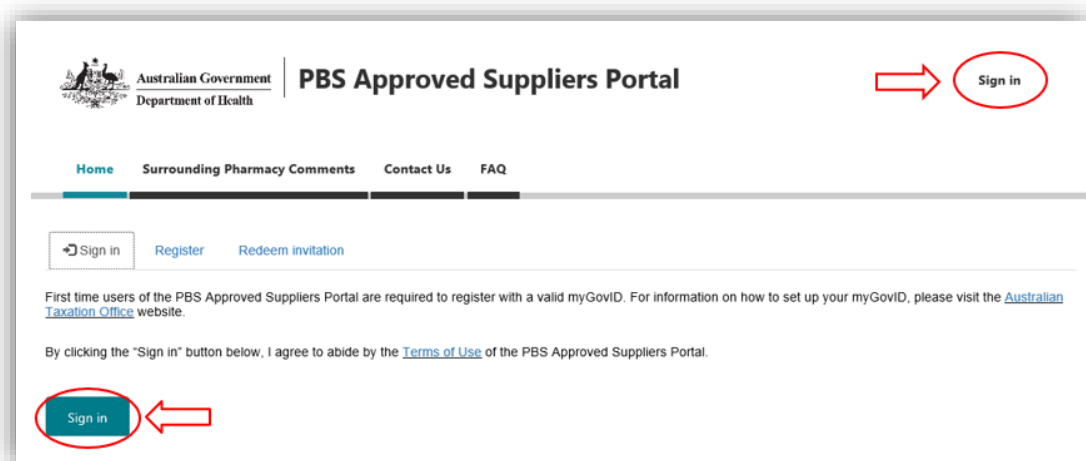 Australian Government
Department of Health
PBS Approved Suppliers Portal
Sign in
Home Surrounding Pharmacy Comments Contact Us FAQ
Sign in Register Redeem invitation
First time users of the PBS Approved Suppliers Portal are required to register with a valid myGovID. For information on how to set up your myGovID, please visit the Australian
Taxation Office website.
By clicking the "Sign in" button below, I agree to abide by the Terms of Use of the PBS Approved Suppliers Portal.
Sign in